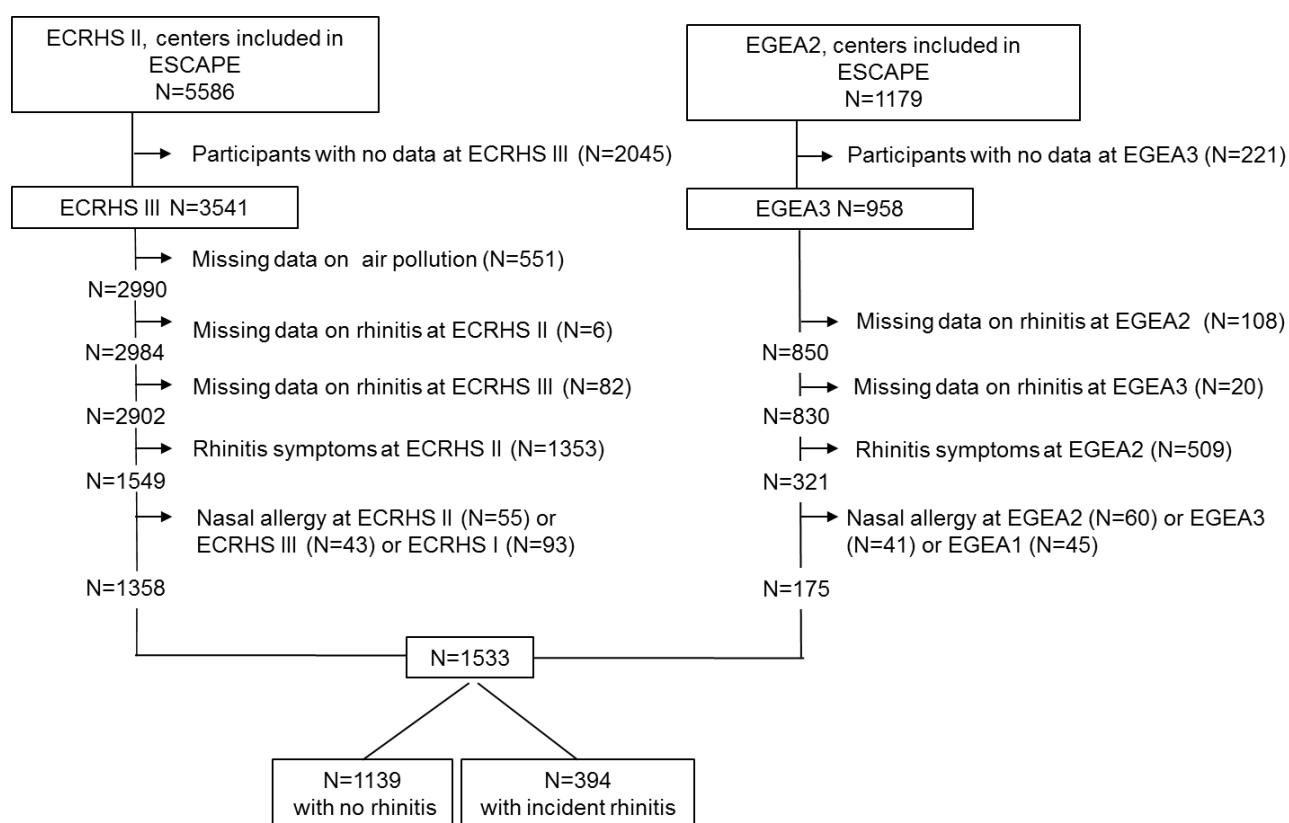 ECRHS II, centers included in
ESCAPE
N=5586
Participants with no data at ECRHS III (N=2045)
ECRHS III N=3541
Missing data on air pollution (N=551)
N=2990
Missing data on rhinitis at ECRHS II (N=6)
N=2984
Missing data on rhinitis at ECRHS III (N=82)
N=2902
Rhinitis symptoms at ECRHS II (N=1353)
N=1549
Nasal allergy at ECRHS II (N=55) or
ECRHS III (N=43) or ECRHS I (N=93)
N=1358
EGEA2, centers included in
ESCAPE
N=1179
Participants with no data at EGEA3 (N=221)
EGEA3 N=958
Missing data on rhinitis at EGEA2 (N=108)
N=850
Missing data on rhinitis at EGEA3 (N=20)
N=830
Rhinitis symptoms at EGEA2 (N=509)
N=321
Nasal allergy at EGEA2 (N=60) or EGEA3
(N=41) or EGEA1 (N=45)
N=175
N=1533
N=1139
with no rhinitis
N=394
with incident rhinitis